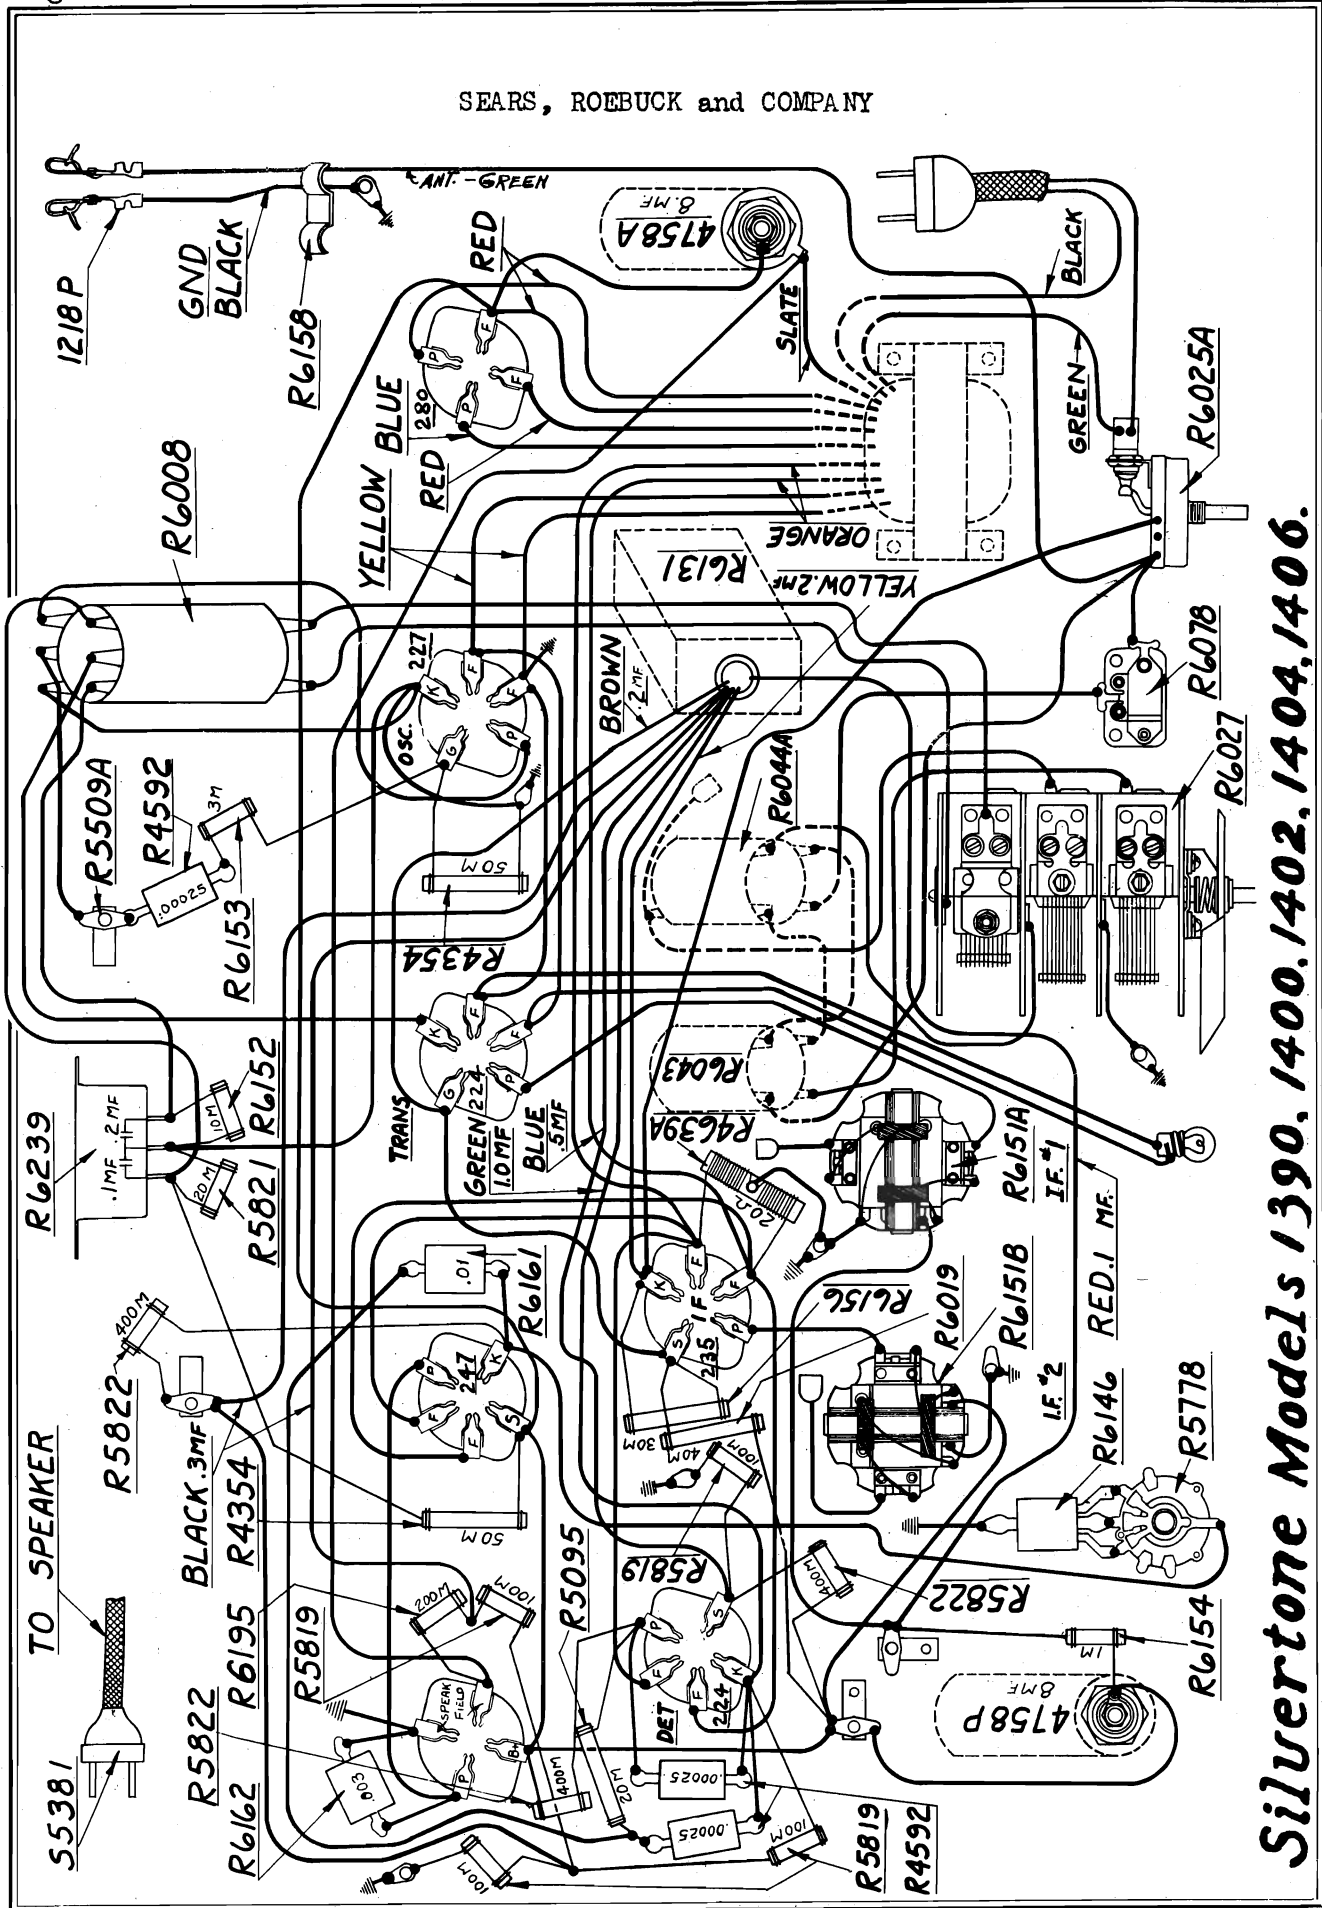 SEARS, ROEBUCK and COMPANY
1218P
GND
BLACK
R6158
ANT.-GREEN
4758A
8.MF
RED
SLATE
BLACK
GREEN
R6025A
BLUE
280
RED
YELLOW
ORANGE
R6131
YELLOW.2MF
BROWN
.2MF
R6008
227
OSC.
K
F
F
P
G
P
F
P
F
R6078
R6027
R6044A
R5509A
R4592
3M
.00025
R6153
50M
R4354
R6043
R4639A
TRANS
224
K
F
F
P
G
GREEN
1.0MF
BLUE
.5MF
20Ω
R6151A
I.F.#1
RED.1 MF.
R6239
.1MF
.2MF
10M
R6152
20M
R5821
.01
R6161
247
P
K
F
F
S
IF
235
K
F
F
P
S
R6156
R6019
R6151B
I.F.#2
30M
40M
100M
R5822
400M
BLACK.3MF
R4354
50M
TO SPEAKER
S5381
R6195
R5819
200M
100M
R5822
R6162
.003
SPEAK
FIELD
P
B+
400M
R5095
20M
R5819
DET
224
P
S
F
F
K
400M
R5822
R6146
R5778
1M
R6154
4758P
8MF
.00025
.00025
100M
100M
R5819
R4592
Silvertone Models 1390, 1400, 1402, 1404, 1406.